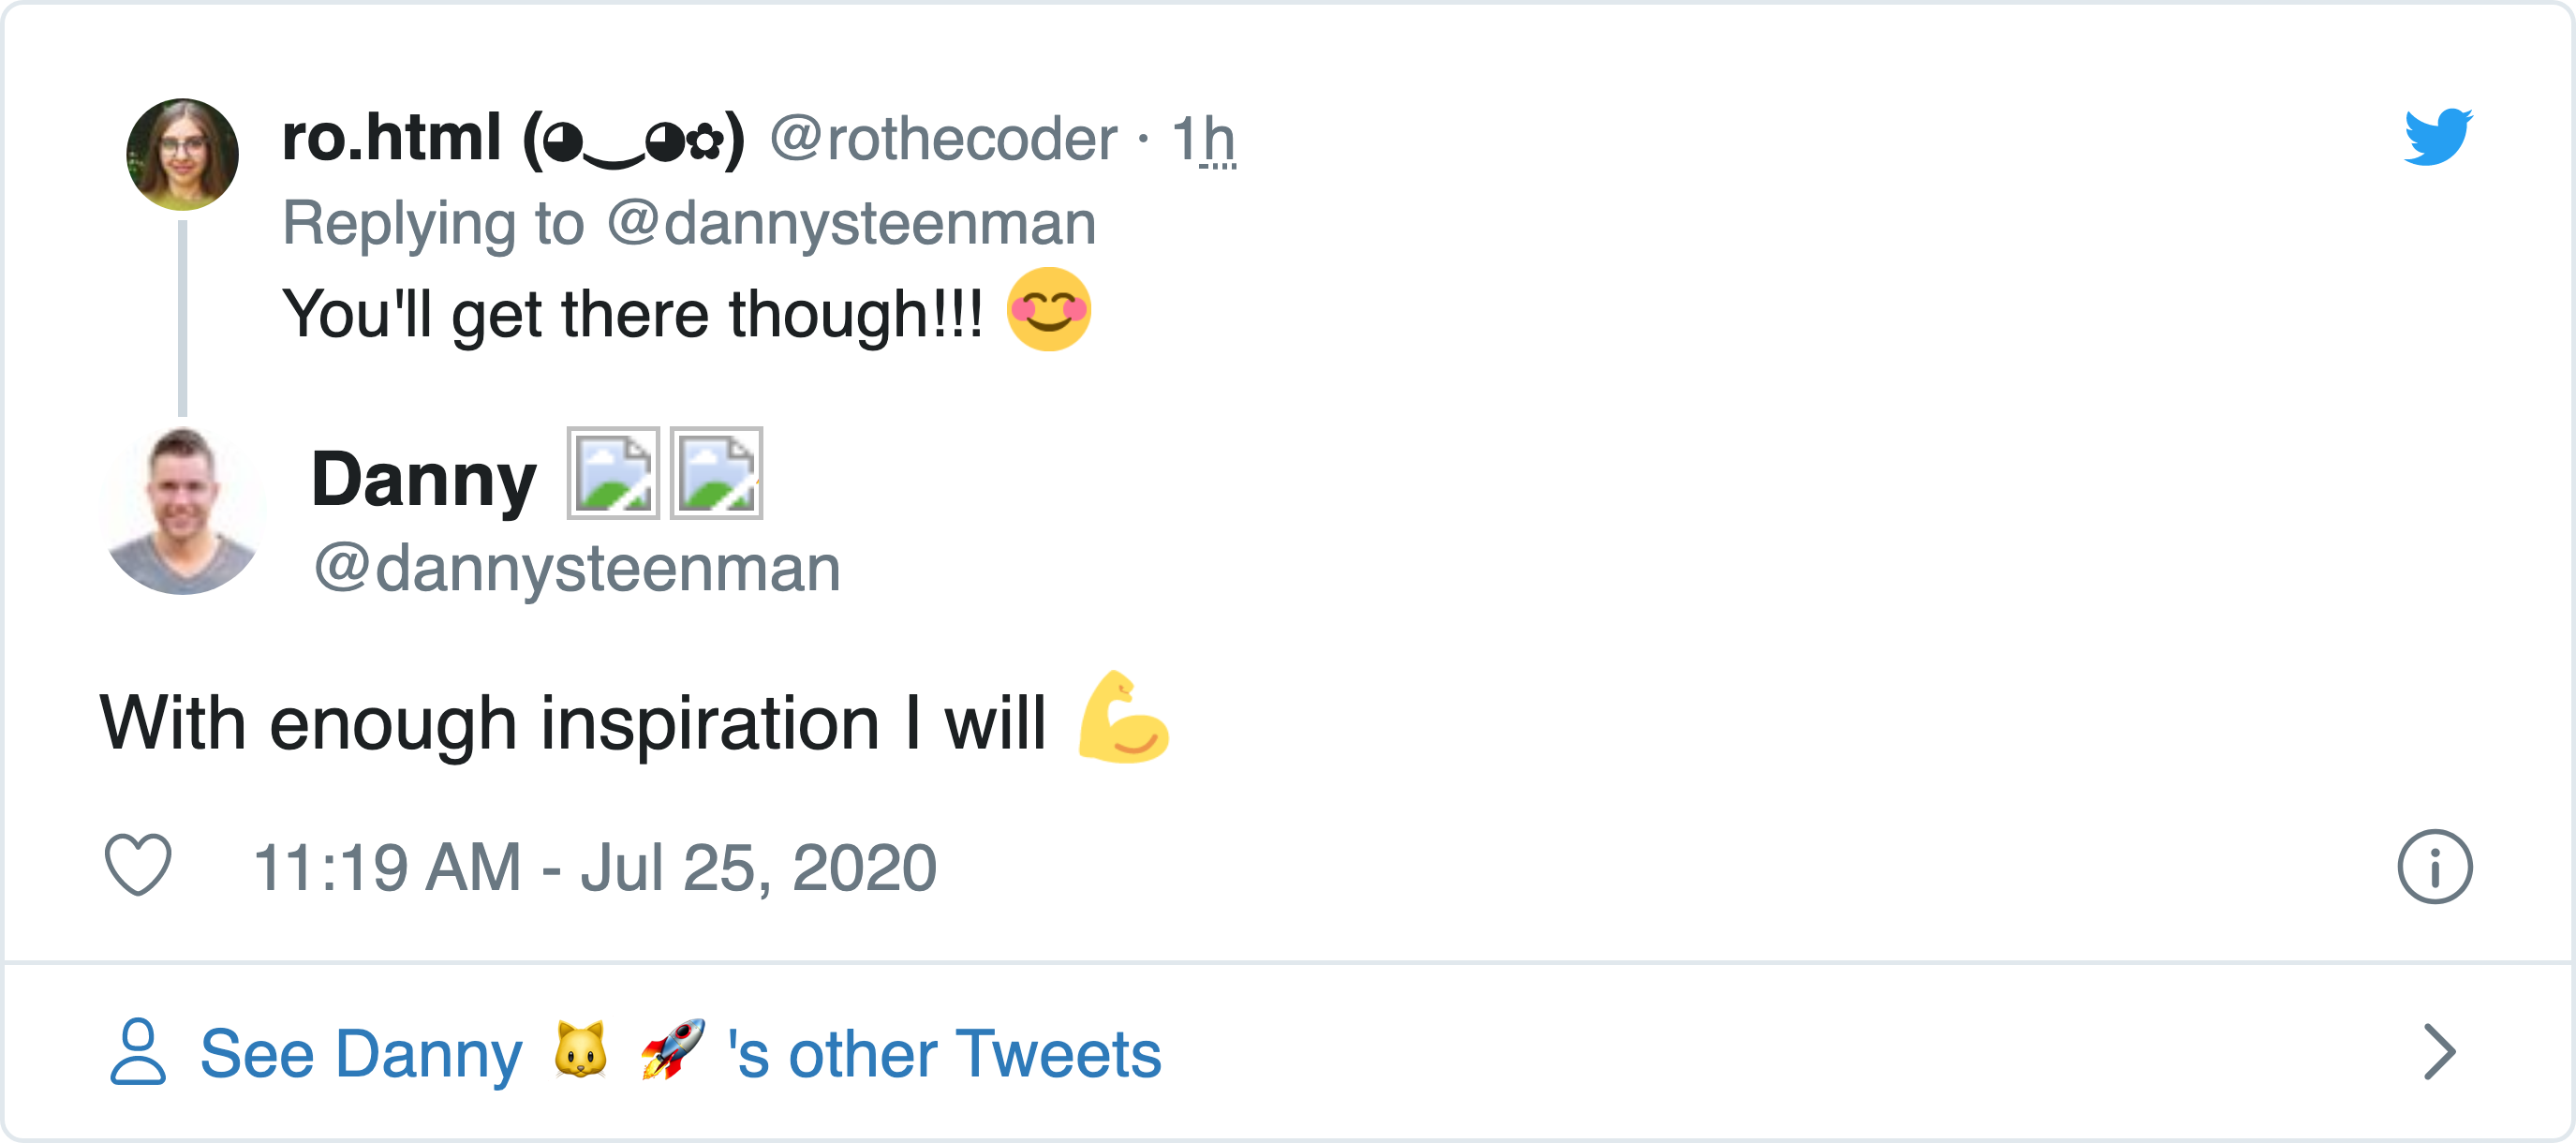 ro.html (◕‿◕✿) @rothecoder · 1h
Replying to @dannysteenman
You'll get there though!!! 😊
Danny
@dannysteenman
With enough inspiration I will 💪
11:19 AM - Jul 25, 2020
See Danny 🐱 🚀 's other Tweets